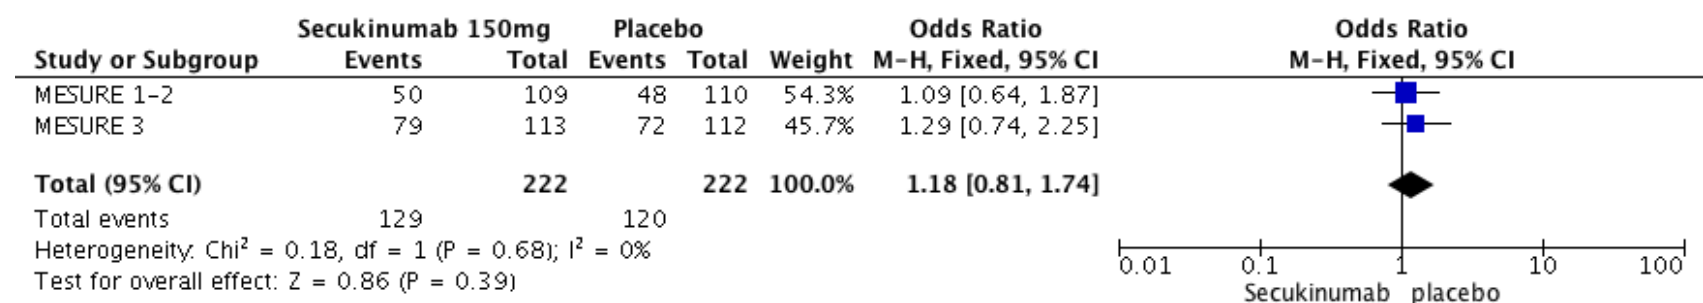 Secukinumab 150mg Placebo Odds Ratio Odds Ratio
Study or Subgroup Events Total Events Total Weight M-H, Fixed, 95% CI M-H, Fixed, 95% CI
MESURE 1-2 50 109 48 110 54.3% 1.09 [0.64, 1.87]
MESURE 3 79 113 72 112 45.7% 1.29 [0.74, 2.25]
Total (95% CI) 222 222 100.0% 1.18 [0.81, 1.74]
Total events 129 120
Heterogeneity: Chi² = 0.18, df = 1 (P = 0.68); I² = 0%
Test for overall effect: Z = 0.86 (P = 0.39)
0.01 0.1 1 10 100
Secukinumab placebo